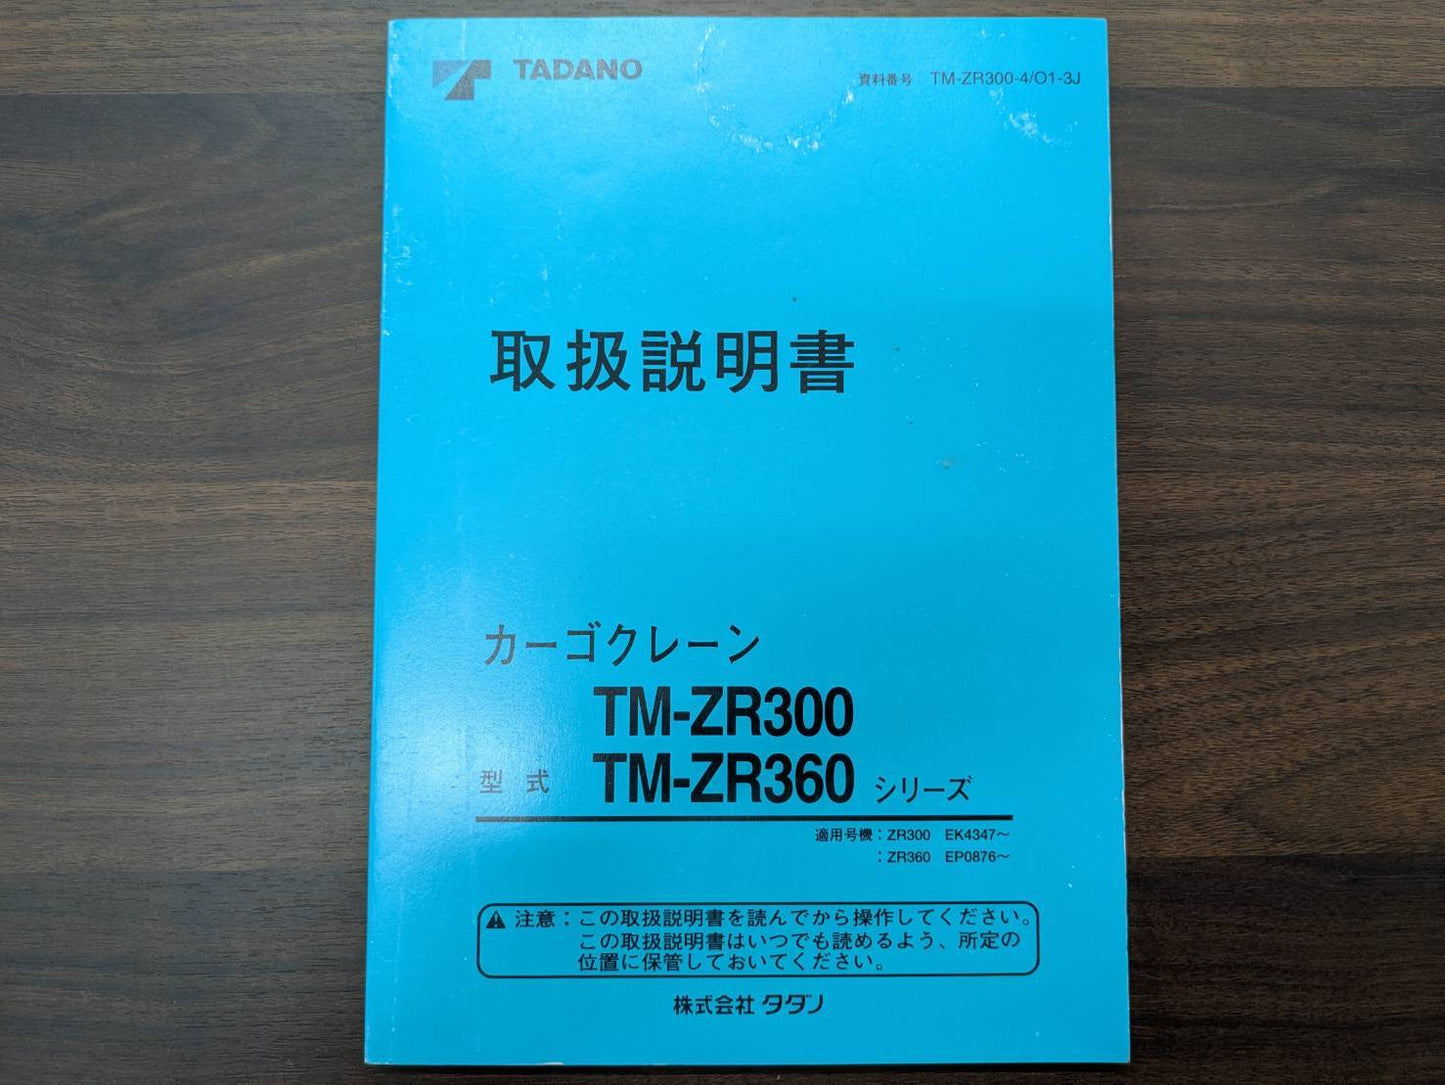 TADANO
資料番号 TM-ZR300-4/O1-3J
取扱説明書
カーゴクレーン
TM-ZR300
型式 TM-ZR360 シリーズ
適用号機：ZR300 EK4347～
：ZR360 EP0876～
注意：この取扱説明書を読んでから操作してください。
この取扱説明書はいつでも読めるよう、所定の
位置に保管しておいてください。
株式会社 タダノ